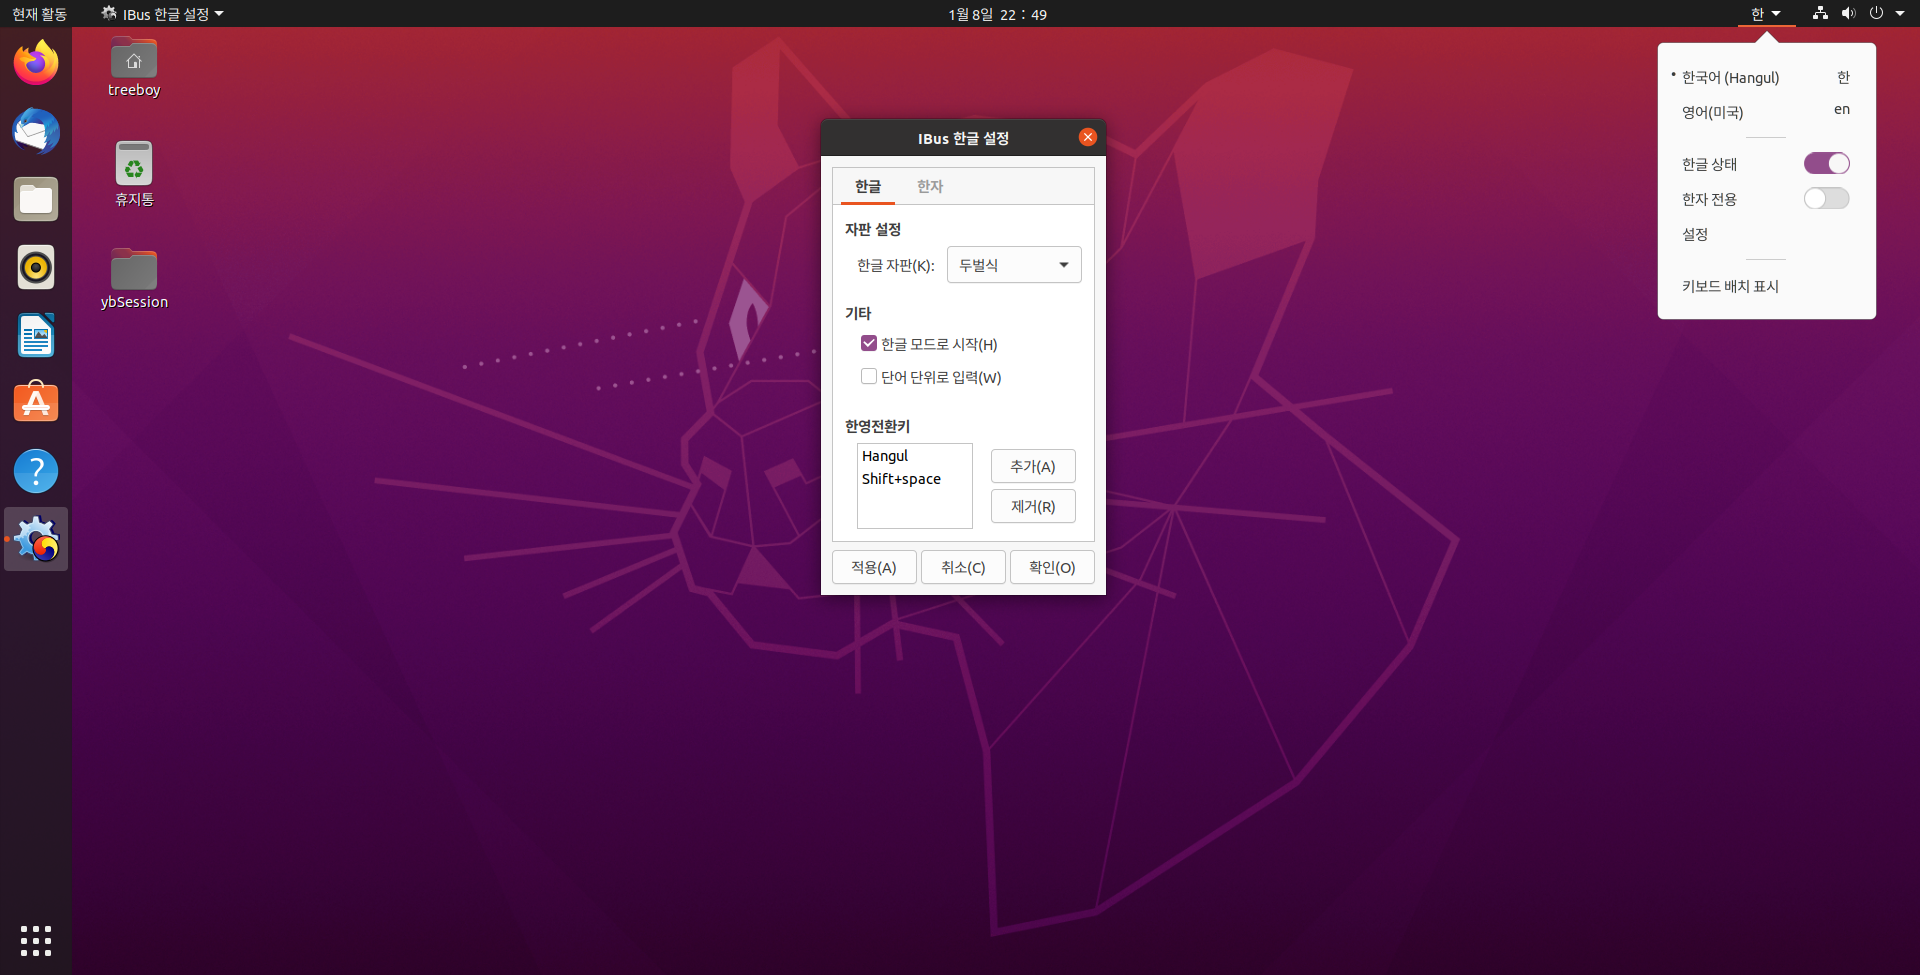 현재 활동
IBus 한글 설정
1월 8일 22 : 49
한
treeboy
휴지통
ybSession
IBus 한글 설정
한글 한자
자판 설정
한글 자판(K): 두벌식
기타
한글 모드로 시작(H)
단어 단위로 입력(W)
한영전환키
Hangul
Shift+space
추가(A)
제거(R)
적용(A) 취소(C) 확인(O)
• 한국어 (Hangul) 한
영어(미국) en
한글 상태
한자 전용
설정
키보드 배치 표시